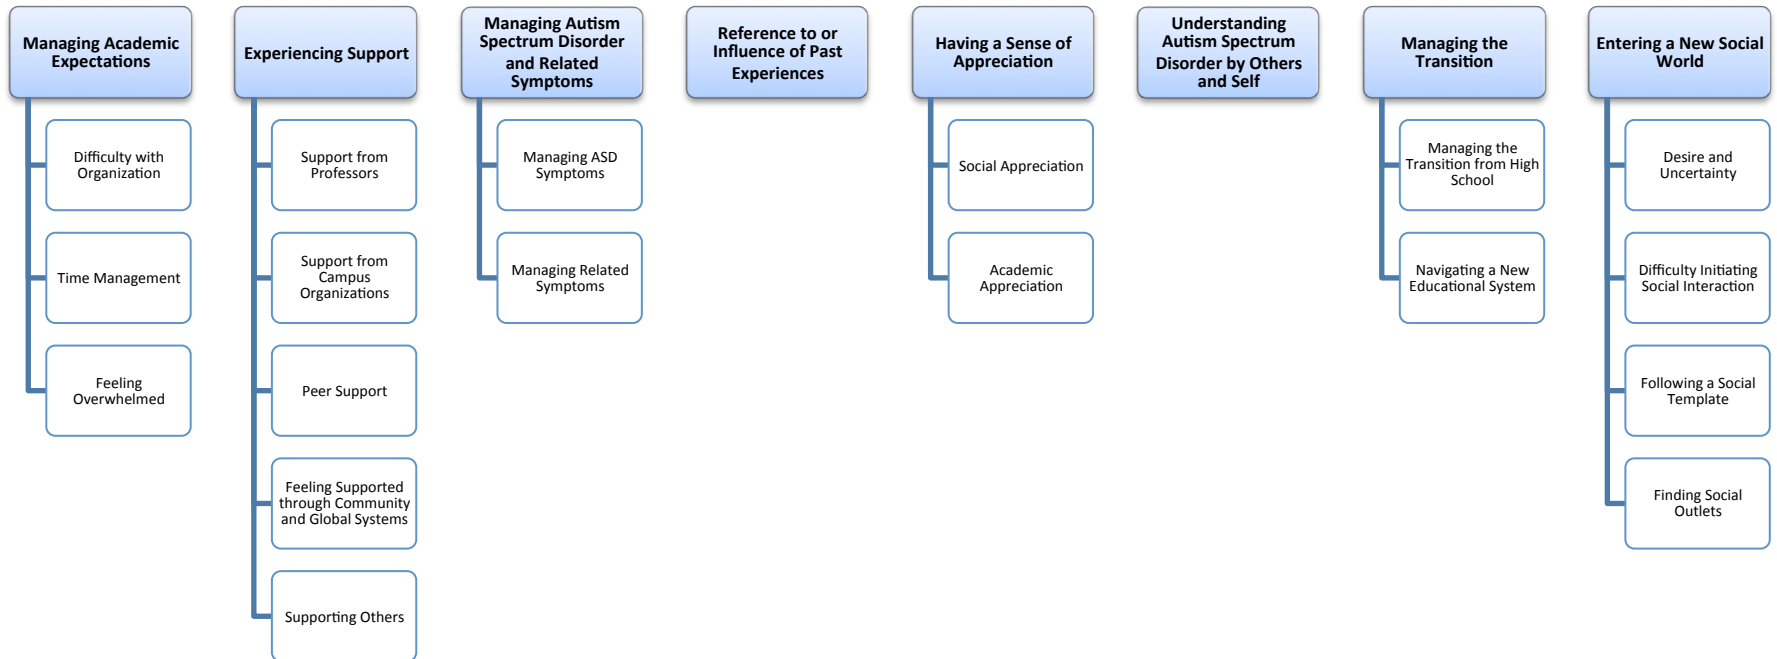 Managing Academic
Expectations
Difficulty with
Organization
Time Management
Feeling
Overwhelmed
Experiencing Support
Support from
Professors
Support from
Campus
Organizations
Peer Support
Feeling Supported
through Community
and Global Systems
Supporting Others
Managing Autism
Spectrum Disorder
and Related
Symptoms
Managing ASD
Symptoms
Managing Related
Symptoms
Reference to or
Influence of Past
Experiences
Having a Sense of
Appreciation
Social Appreciation
Academic
Appreciation
Understanding
Autism Spectrum
Disorder by Others
and Self
Managing the
Transition
Managing the
Transition from High
School
Navigating a New
Educational System
Entering a New Social
World
Desire and
Uncertainty
Difficulty Initiating
Social Interaction
Following a Social
Template
Finding Social
Outlets